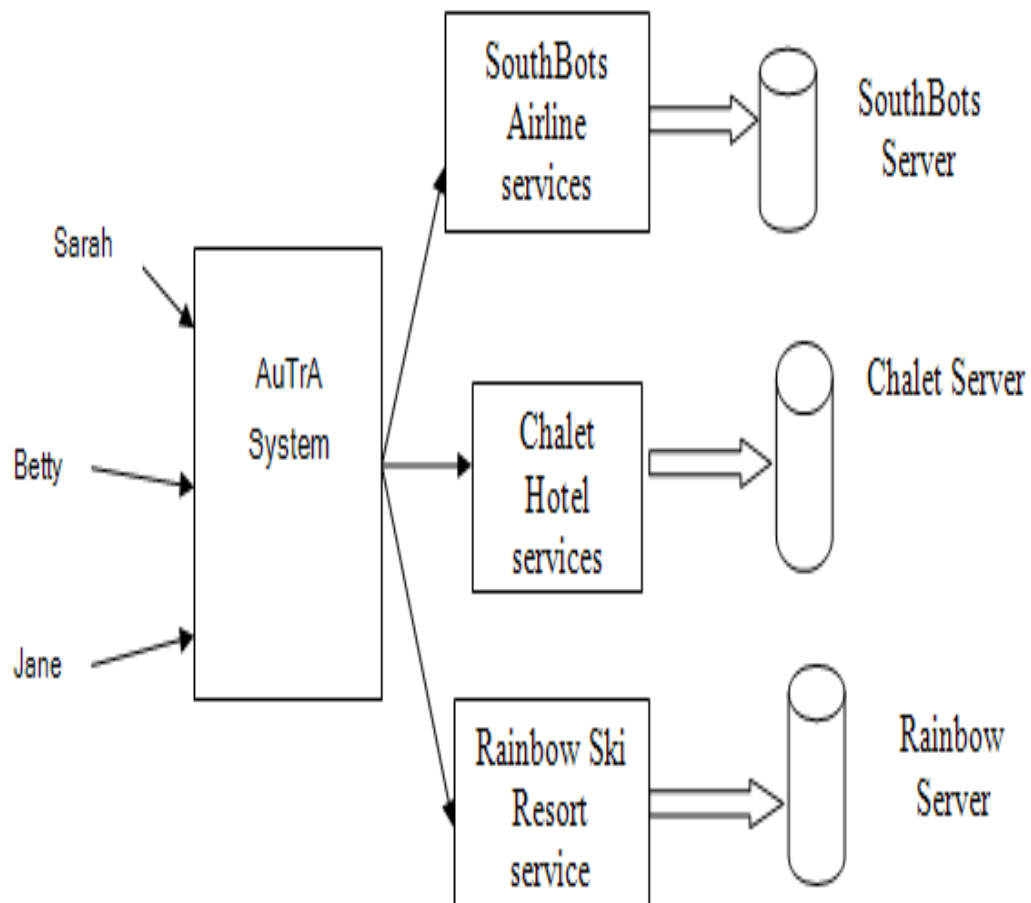 Sarah
Betty
Jane
AuTrA
System
SouthBots
Airline
services
SouthBots
Server
Chalet
Hotel
services
Chalet Server
Rainbow Ski
Resort
service
Rainbow
Server